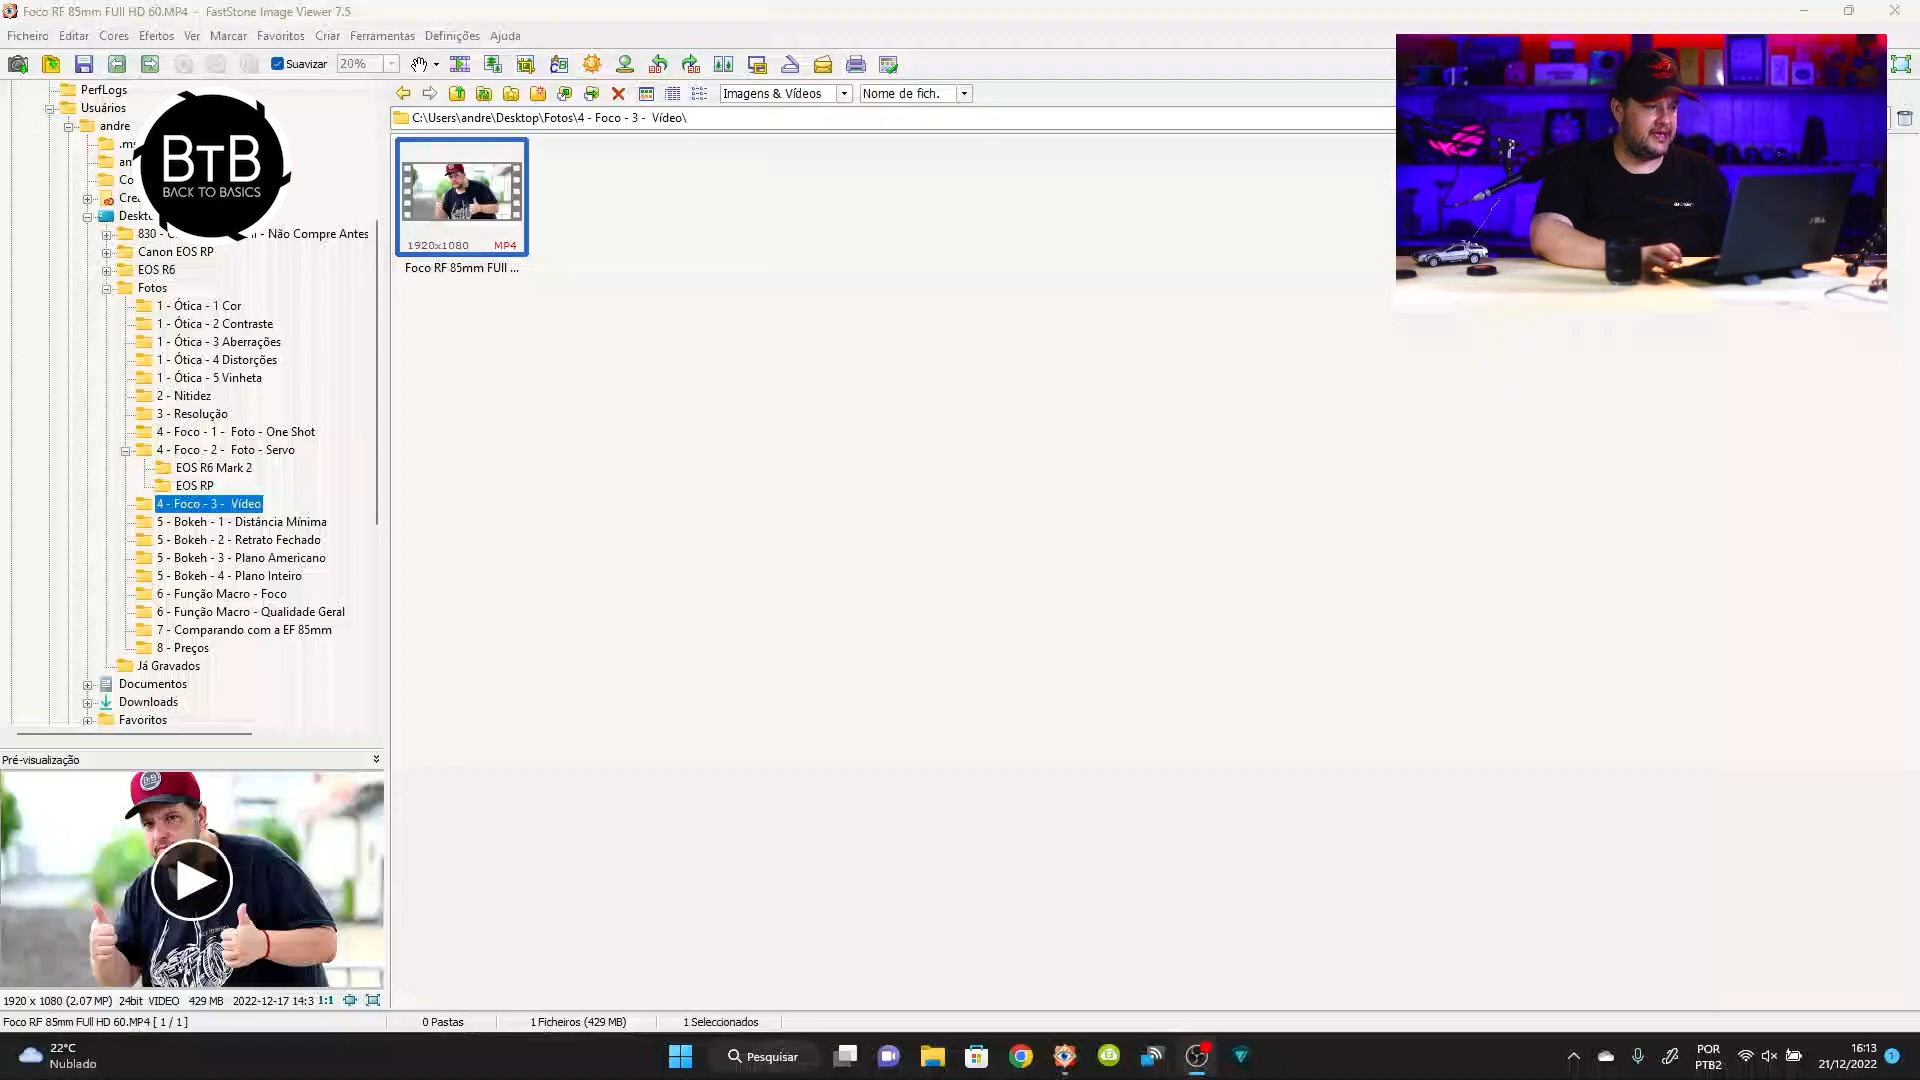 Foco RF 85mm FUll HD 60.MP4 - FastStone Image Viewer 7.5
Ficheiro Editar Cores Efeitos Ver Marcar Favoritos Criar Ferramentas Definições Ajuda
Suavizar 20%
Imagens & Vídeos Nome de fich.
C:\Users\andre\Desktop\Fotos\4 - Foco - 3 - Vídeo\
PerfLogs
Usuários
andre
an
Co
Desktc
830 - C - Não Compre Antes
Canon EOS RP
EOS R6
Fotos
1 - Ótica - 1 Cor
1 - Ótica - 2 Contraste
1 - Ótica - 3 Aberrações
1 - Ótica - 4 Distorções
1 - Ótica - 5 Vinheta
2 - Nitidez
3 - Resolução
4 - Foco - 1 - Foto - One Shot
4 - Foco - 2 - Foto - Servo
EOS R6 Mark 2
EOS RP
4 - Foco - 3 - Vídeo
5 - Bokeh - 1 - Distância Mínima
5 - Bokeh - 2 - Retrato Fechado
5 - Bokeh - 3 - Plano Americano
5 - Bokeh - 4 - Plano Inteiro
6 - Função Macro - Foco
6 - Função Macro - Qualidade Geral
7 - Comparando com a EF 85mm
8 - Preços
Já Gravados
Documentos
Downloads
Favoritos
BTB
BACK TO BASICS
1920x1080 MP4
Foco RF 85mm FUll ...
Pré-visualização
BTB
1920 x 1080 (2.07 MP) 24bit VIDEO 429 MB 2022-12-17 14:3 1:1
Foco RF 85mm FUll HD 60.MP4 [ 1 / 1 ]
0 Pastas
1 Ficheiros (429 MB)
1 Seleccionados
22°C
Nublado
Pesquisar
POR
PTB2
16:13
21/12/2022
1